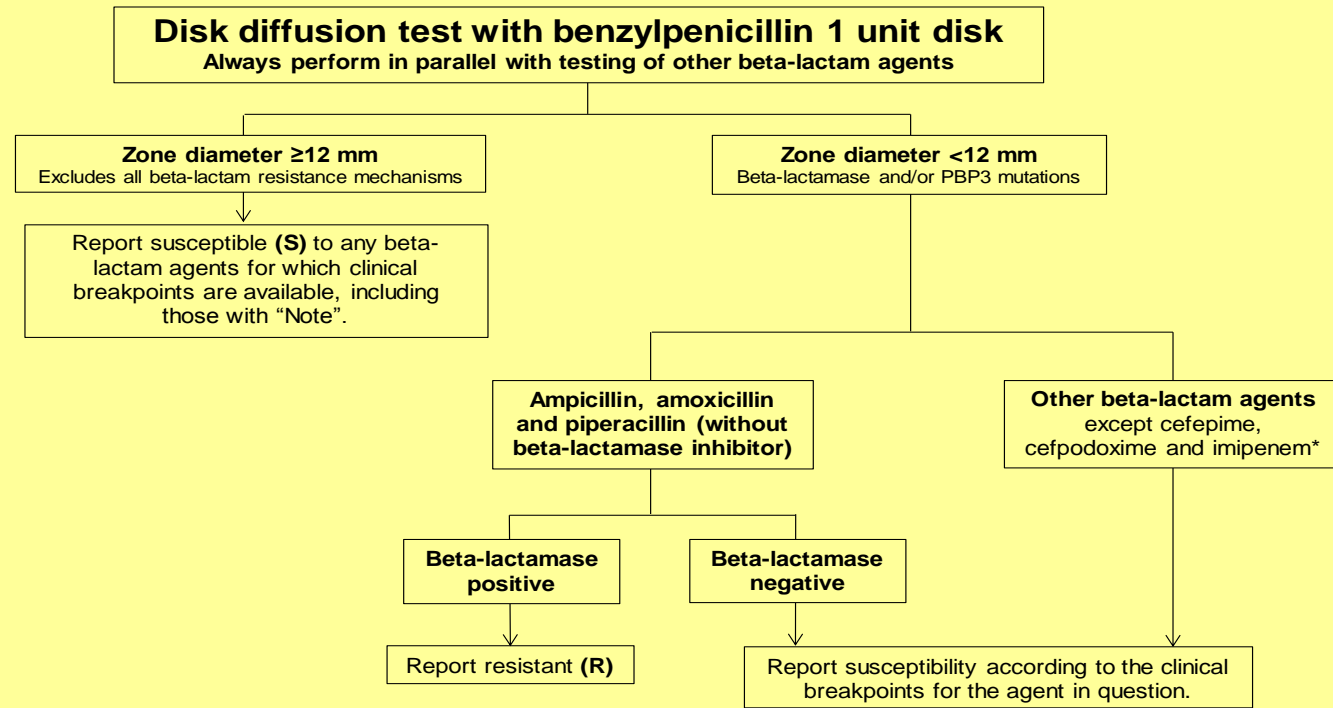 Disk diffusion test with benzylpenicillin 1 unit disk
Always perform in parallel with testing of other beta-lactam agents
Zone diameter ≥12 mm
Excludes all beta-lactam resistance mechanisms
Zone diameter <12 mm
Beta-lactamase and/or PBP3 mutations
Report susceptible (S) to any beta-
lactam agents for which clinical
breakpoints are available, including
those with “Note”.
Ampicillin, amoxicillin
and piperacillin (without
beta-lactamase inhibitor)
Other beta-lactam agents
except cefepime,
cefpodoxime and imipenem*
Beta-lactamase
positive
Beta-lactamase
negative
Report resistant (R)
Report susceptibility according to the clinical
breakpoints for the agent in question.